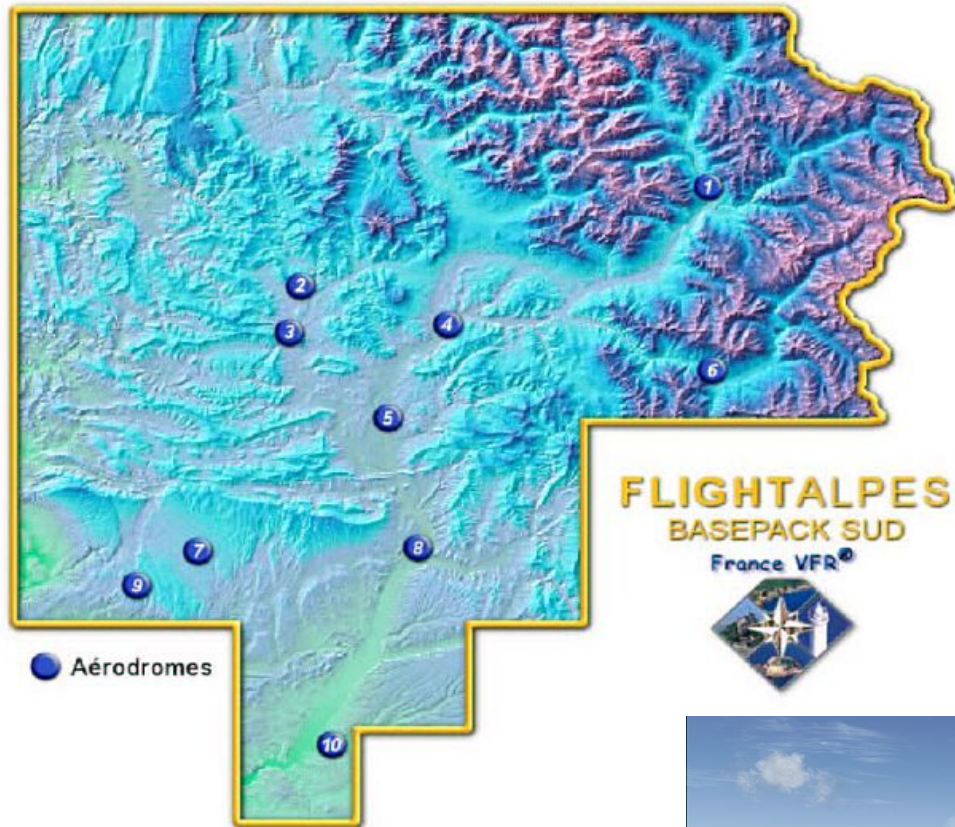 1
2
3
4
6
5
FLIGHTALPES
BASEPACK SUD
7
8
France VFR®
9
Aérodromes
10